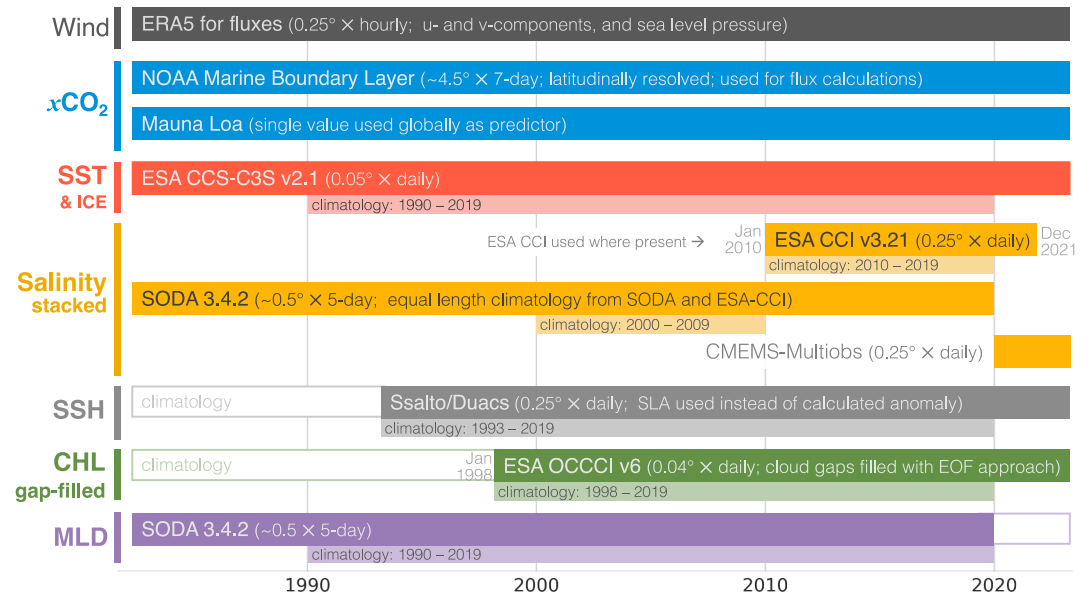 Wind
ERA5 for fluxes (0.25° × hourly; u- and v-components, and sea level pressure)
xCO₂
NOAA Marine Boundary Layer (~4.5° × 7-day; latitudinally resolved; used for flux calculations)
Mauna Loa (single value used globally as predictor)
SST
& ICE
ESA CCS-C3S v2.1 (0.05° × daily)
climatology: 1990 – 2019
Salinity
stacked
ESA CCI used where present →
Jan
2010
ESA CCI v3.21 (0.25° × daily)
Dec
2021
climatology: 2010 – 2019
SODA 3.4.2 (~0.5° × 5-day; equal length climatology from SODA and ESA-CCI)
climatology: 2000 – 2009
CMEMS-Multiobs (0.25° × daily)
SSH
climatology
Ssalto/Duacs (0.25° × daily; SLA used instead of calculated anomaly)
climatology: 1993 – 2019
CHL
gap-filled
climatology
Jan
1998
ESA OCCCI v6 (0.04° × daily; cloud gaps filled with EOF approach)
climatology: 1998 – 2019
MLD
SODA 3.4.2 (~0.5 × 5-day)
climatology: 1990 – 2019
1990
2000
2010
2020